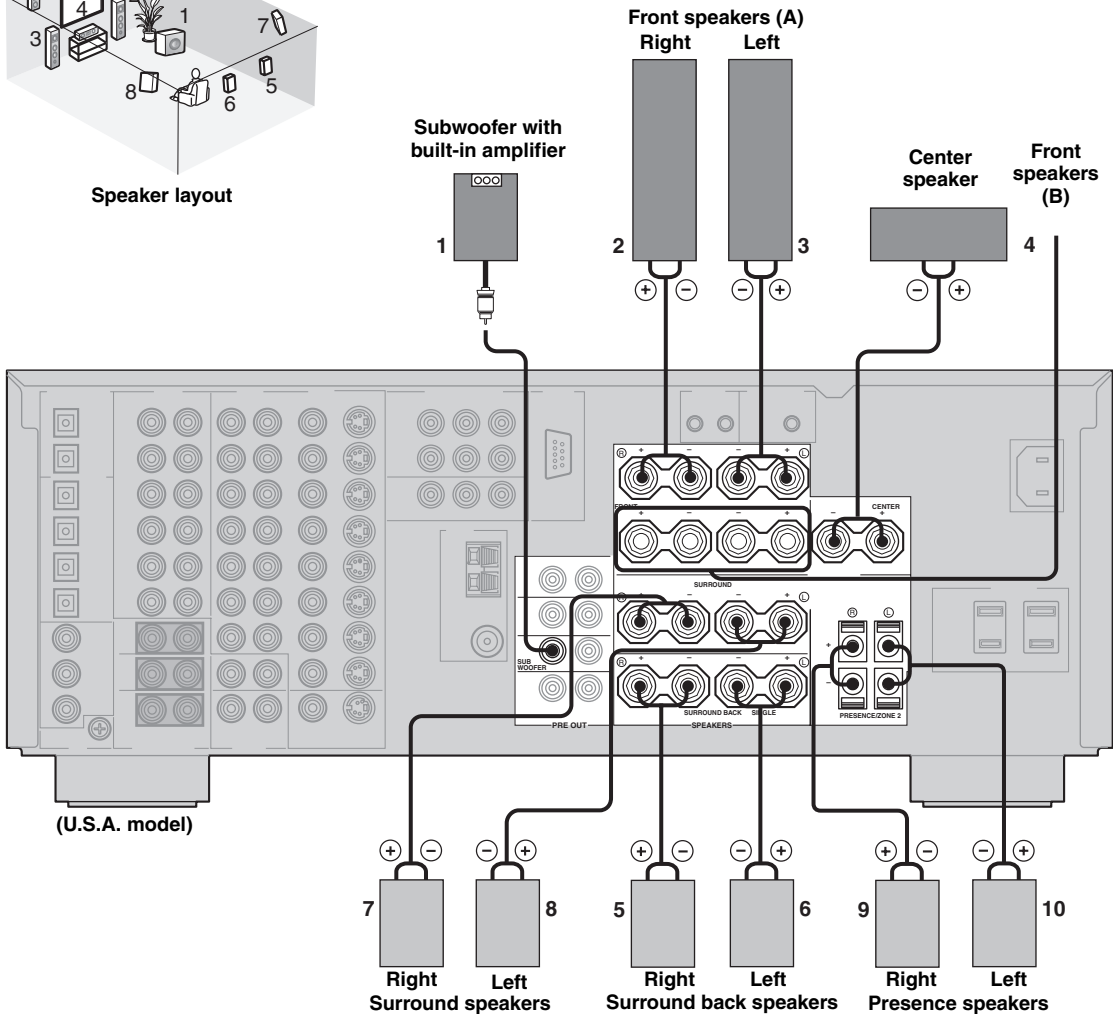 4
1
3
7
8
6
5
Speaker layout
Front speakers (A)
Right
Left
Subwoofer with
built-in amplifier
Center
speaker
Front
speakers
(B)
1
2
3
4
+ −
− +
− +
R + − − + L
FRONT
CENTER
− +
+ − − +
SURROUND
R + − − + L
R L
SUB
WOOFER
R + − − + L
+
−
SURROUND BACK
SINGLE
PRESENCE/ZONE 2
PRE OUT
SPEAKERS
(U.S.A. model)
+ − − + + − − + + − − +
7
8
5
6
9
10
Right
Left
Surround speakers
Right
Left
Surround back speakers
Right
Left
Presence speakers